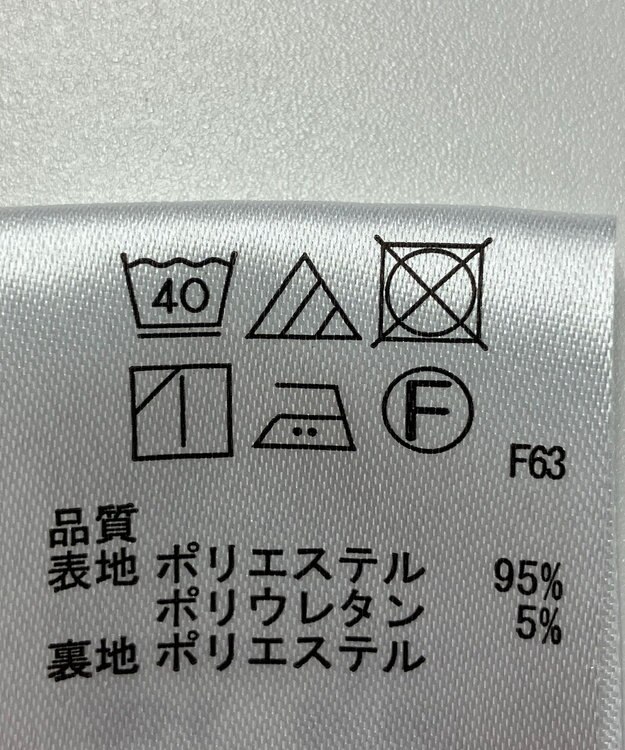 40
F
F63
品質
表地 ポリエステル 95%
ポリウレタン 5%
裏地 ポリエステル